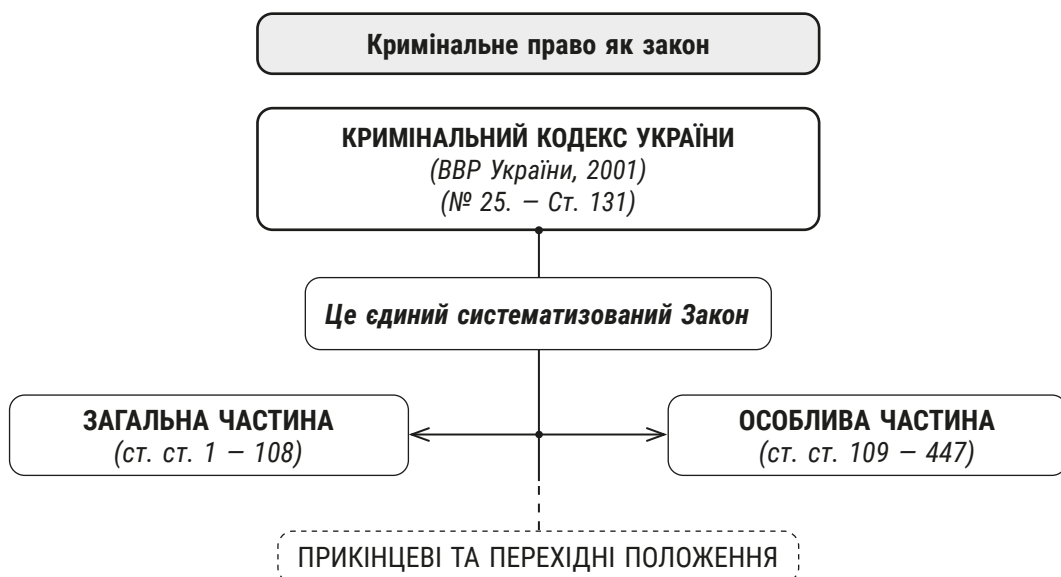 Кримінальне право як закон
КРИМІНАЛЬНИЙ КОДЕКС УКРАЇНИ
(ВВР України, 2001)
(№ 25. – Ст. 131)
Це єдиний систематизований Закон
ЗАГАЛЬНА ЧАСТИНА
(ст. ст. 1 – 108)
ОСОБЛИВА ЧАСТИНА
(ст. ст. 109 – 447)
ПРИКІНЦЕВІ ТА ПЕРЕХІДНІ ПОЛОЖЕННЯ